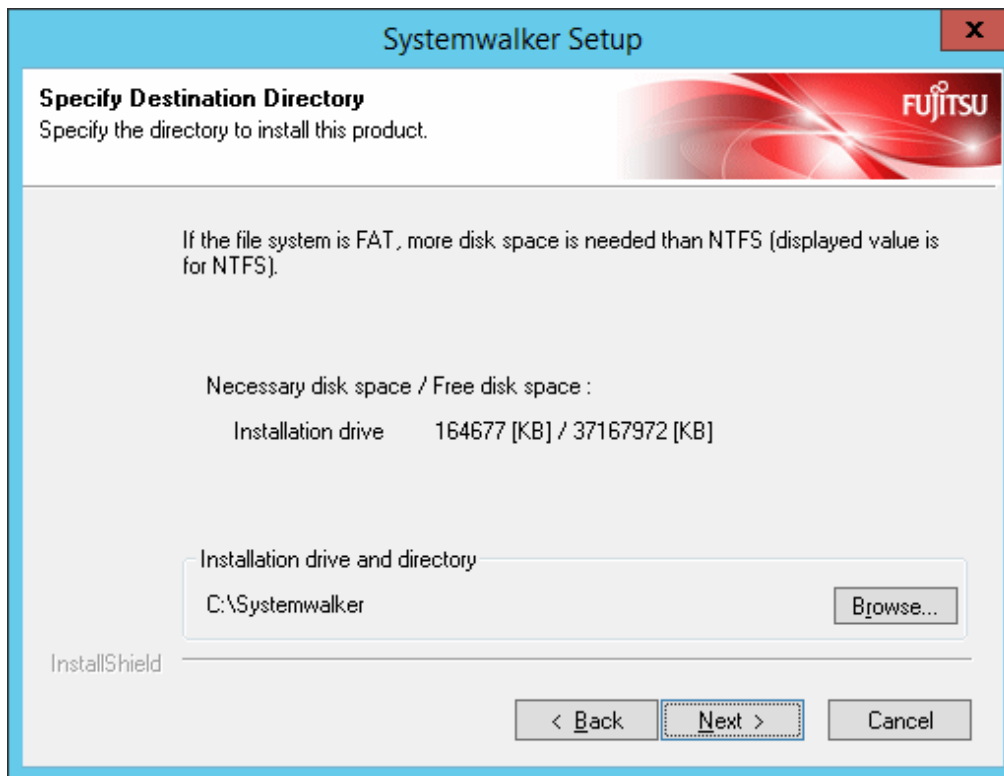 Systemwalker Setup
x
Specify Destination Directory
Specify the directory to install this product.
FUJITSU
If the file system is FAT, more disk space is needed than NTFS (displayed value is
for NTFS).
Necessary disk space / Free disk space :
Installation drive 164677 [KB] / 37167972 [KB]
Installation drive and directory
C:\Systemwalker
Browse...
InstallShield
< Back
Next >
Cancel